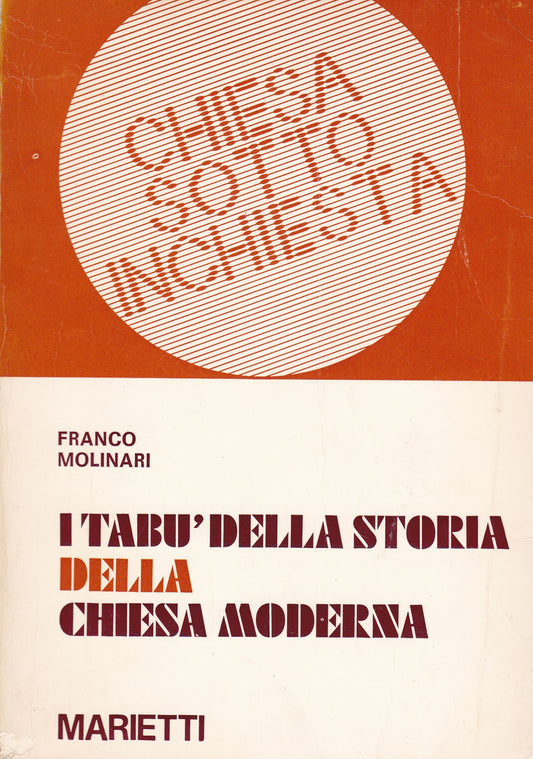 CHIESA
SOTTO
INCHIESTA
FRANCO
MOLINARI
I TABU' DELLA STORIA
DELLA
CHIESA MODERNA
MARIETTI